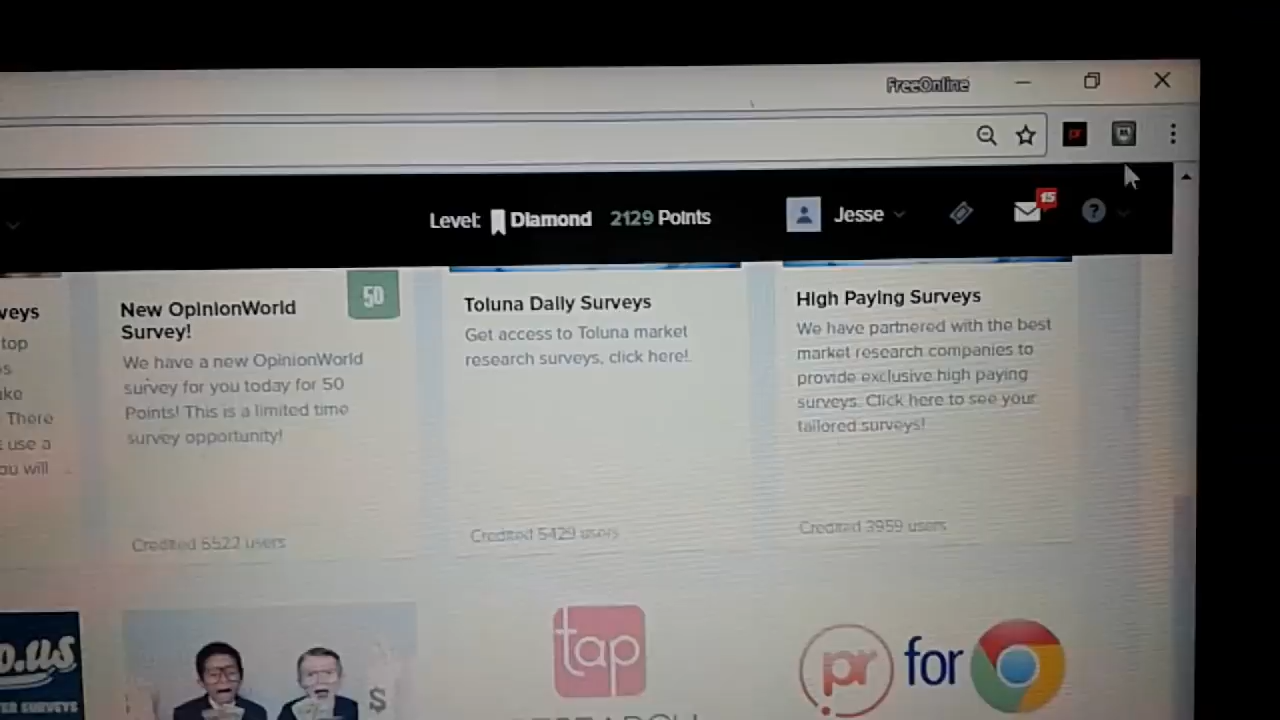 FreeOnline
pr
Level: Diamond 2129 Points
Jesse
15
?
veys
top
ake
There
t use a
ou will
New OpinionWorld
Survey!
50
We have a new OpinionWorld
survey for you today for 50
Points! This is a limited time
survey opportunity!
Credited 5522 users
Toluna Daily Surveys
Get access to Toluna market
research surveys, click here!
Credited 5429 users
High Paying Surveys
We have partnered with the best
market research companies to
provide exclusive high paying
surveys. Click here to see your
tailored surveys!
Credited 3959 users
o.us
ER SURVEYS
$
tap
pr for